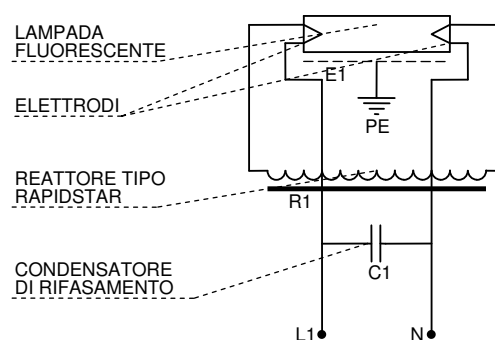 LAMPADA
FLUORESCENTE
E1
ELETTRODI
PE
REATTORE TIPO
RAPIDSTAR
R1
CONDENSATORE
DI RIFASAMENTO
C1
L1
N